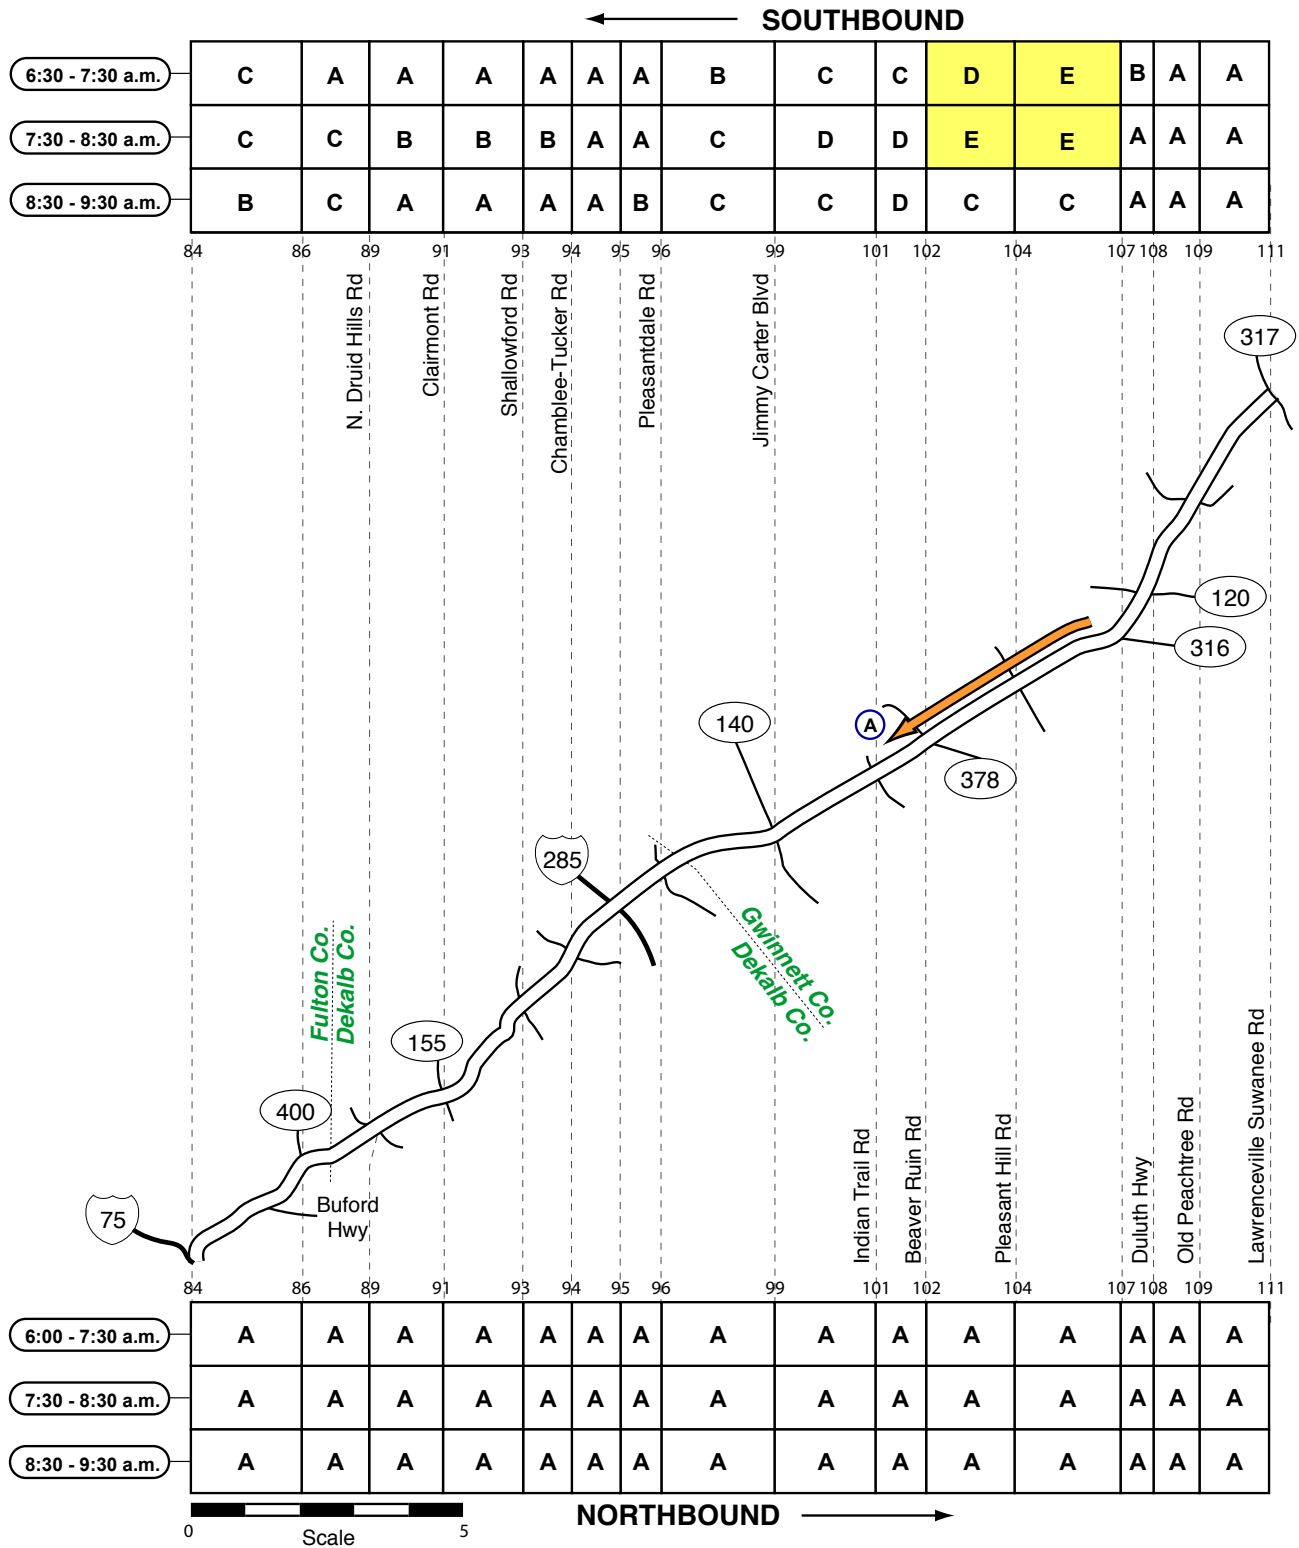 SOUTHBOUND
6:30 - 7:30 a.m. C A A A A A A B C C D E B A A
7:30 - 8:30 a.m. C C B B B A A C D D E E A A A
8:30 - 9:30 a.m. B C A A A A B C C D C C A A A
84 86 89 91 93 94 95 96 99 101 102 104 107 108 109 111
N. Druid Hills Rd
Clairmont Rd
Shallowford Rd
Chamblee-Tucker Rd
Pleasantdale Rd
Jimmy Carter Blvd
317
120
316
140
A
378
285
Gwinnett Co.
Dekalb Co.
Fulton Co.
Dekalb Co.
155
400
75
Buford
Hwy
Indian Trail Rd
Beaver Ruin Rd
Pleasant Hill Rd
Duluth Hwy
Old Peachtree Rd
Lawrenceville Suwanee Rd
84 86 89 91 93 94 95 96 99 101 102 104 107 108 109 111
6:00 - 7:30 a.m. A A A A A A A A A A A A A A A
7:30 - 8:30 a.m. A A A A A A A A A A A A A A A
8:30 - 9:30 a.m. A A A A A A A A A A A A A A A
0 Scale 5
NORTHBOUND